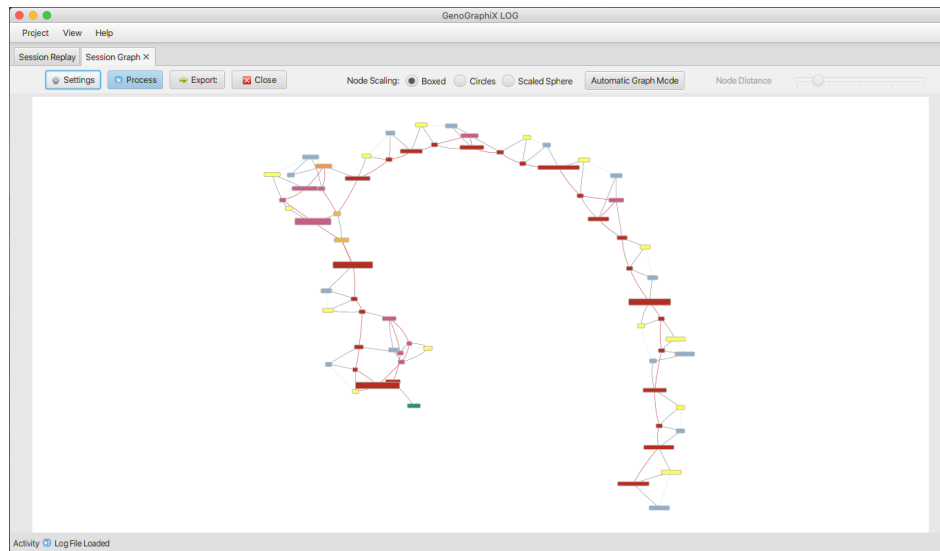 GenoGraphiX LOG
Project View Help
Session Replay Session Graph ✕
Settings Process Export: Close Node Scaling: Boxed Circles Scaled Sphere Automatic Graph Mode Node Distance
Activity Log File Loaded